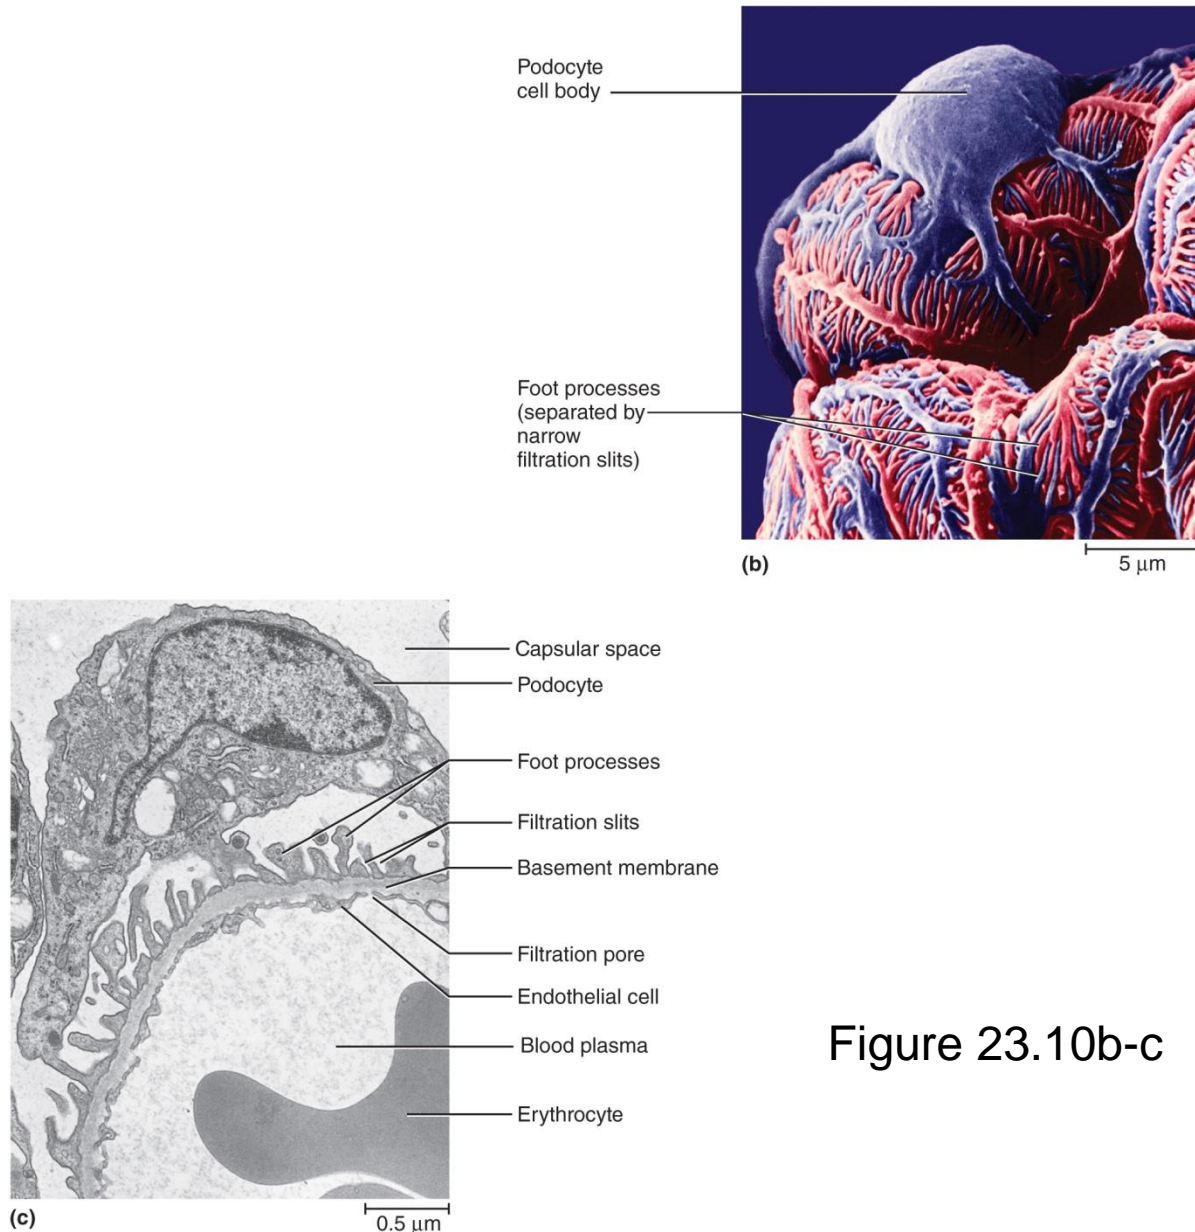 Podocyte
cell body
Foot processes
(separated by
narrow
filtration slits)
(b)
5 μm
Capsular space
Podocyte
Foot processes
Filtration slits
Basement membrane
Filtration pore
Endothelial cell
Blood plasma
Erythrocyte
Figure 23.10b-c
(c)
0.5 μm